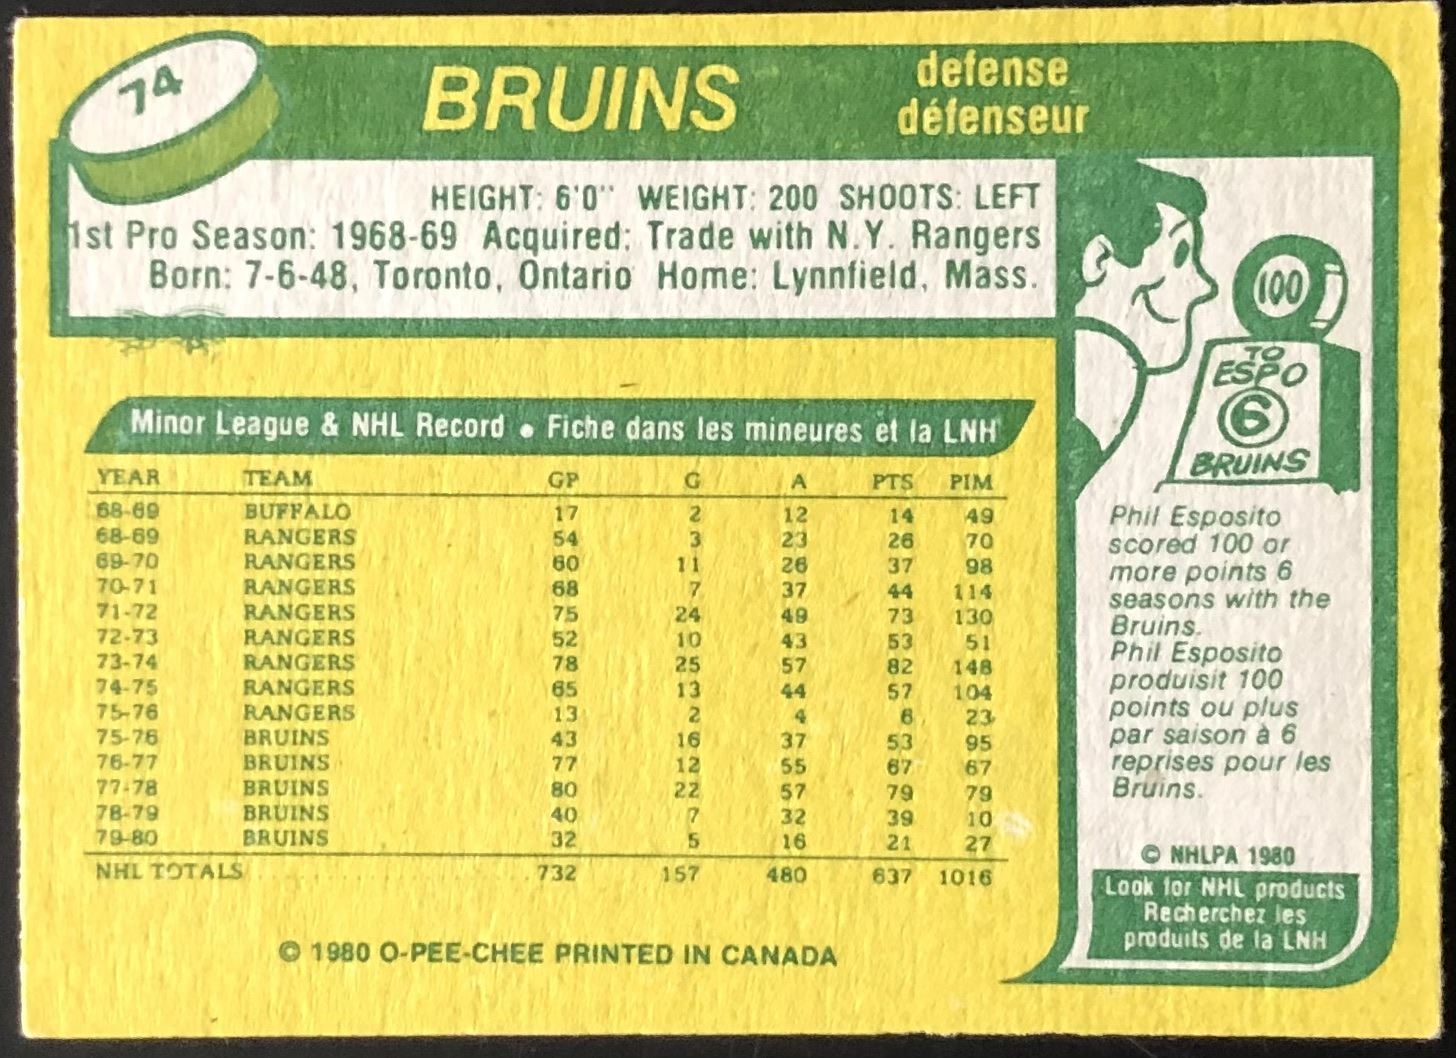 74
BRUINS
defense
défenseur
HEIGHT: 6'0" WEIGHT: 200 SHOOTS: LEFT
1st Pro Season: 1968-69 Acquired: Trade with N.Y. Rangers
Born: 7-6-48, Toronto, Ontario Home: Lynnfield, Mass.
100
TO
ESPO
6
BRUINS
Minor League & NHL Record • Fiche dans les mineures et la LNH
YEAR TEAM GP G A PTS PIM
68-69 BUFFALO 17 2 12 14 49
68-69 RANGERS 54 3 23 26 70
69-70 RANGERS 60 11 26 37 98
70-71 RANGERS 68 7 37 44 114
71-72 RANGERS 75 24 49 73 130
72-73 RANGERS 52 10 43 53 51
73-74 RANGERS 78 25 57 82 148
74-75 RANGERS 65 13 44 57 104
75-76 RANGERS 13 2 4 6 23
75-76 BRUINS 43 16 37 53 95
76-77 BRUINS 77 12 55 67 67
77-78 BRUINS 80 22 57 79 79
78-79 BRUINS 40 7 32 39 10
79-80 BRUINS 32 5 16 21 27
NHL TOTALS 732 157 480 637 1016
Phil Esposito
scored 100 or
more points 6
seasons with the
Bruins.
Phil Esposito
produisit 100
points ou plus
par saison à 6
reprises pour les
Bruins.
© NHLPA 1980
Look for NHL products
Recherchez les
produits de la LNH
© 1980 O-PEE-CHEE PRINTED IN CANADA